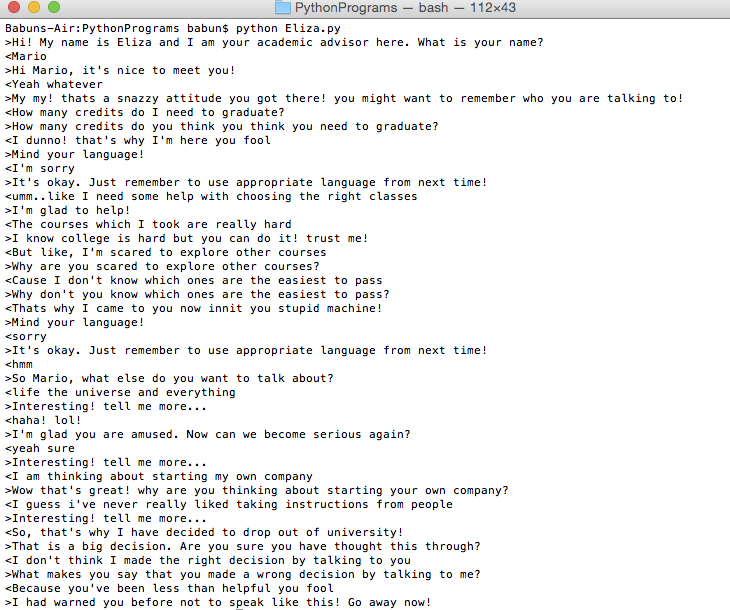 PythonPrograms — bash — 112×43
Babuns-Air:PythonPrograms babun$ python Eliza.py
>Hi! My name is Eliza and I am your academic advisor here. What is your name?
<Mario
>Hi Mario, it's nice to meet you!
<Yeah whatever
>My my! thats a snazzy attitude you got there! you might want to remember who you are talking to!
<How many credits do I need to graduate?
>How many credits do you think you think you need to graduate?
<I dunno! that's why I'm here you fool
>Mind your language!
<I'm sorry
>It's okay. Just remember to use appropriate language from next time!
<umm..like I need some help with choosing the right classes
>I'm glad to help!
<The courses which I took are really hard
>I know college is hard but you can do it! trust me!
<But like, I'm scared to explore other courses
>Why are you scared to explore other courses?
<Cause I don't know which ones are the easiest to pass
>Why don't you know which ones are the easiest to pass?
<Thats why I came to you now innit you stupid machine!
>Mind your language!
<sorry
>It's okay. Just remember to use appropriate language from next time!
<hmm
>So Mario, what else do you want to talk about?
<life the universe and everything
>Interesting! tell me more...
<haha! lol!
>I'm glad you are amused. Now can we become serious again?
<yeah sure
>Interesting! tell me more...
<I am thinking about starting my own company
>Wow that's great! why are you thinking about starting your own company?
<I guess i've never really liked taking instructions from people
>Interesting! tell me more...
<So, that's why I have decided to drop out of university!
>That is a big decision. Are you sure you have thought this through?
<I don't think I made the right decision by talking to you
>What makes you say that you made a wrong decision by talking to me?
<Because you've been less than helpful you fool
>I had warned you before not to speak like this! Go away now!